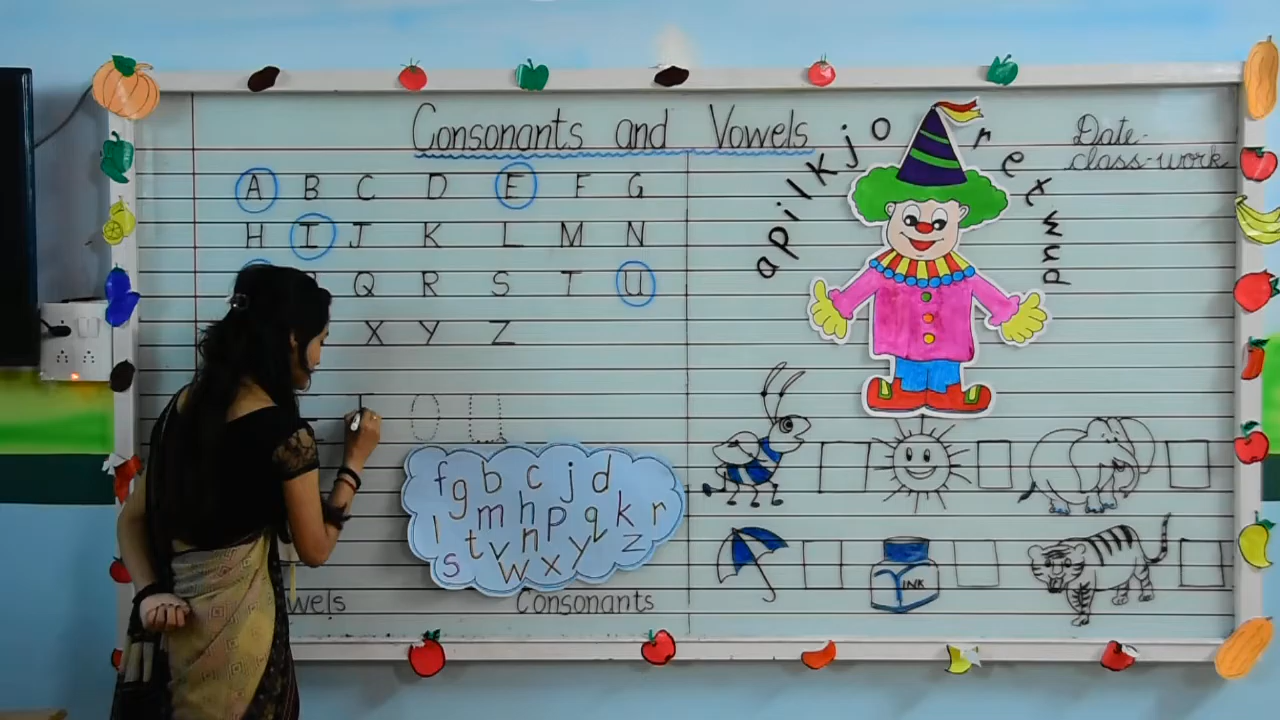 Consonants and Vowels
Date-
class-work
A B C D E F G
H I J K L M N
Q R S T U
X Y Z
o u
f g b c j d
l m h p q k r
t v n y z
s w x
wels Consonants
a p i l k j o r e x m u d
INK